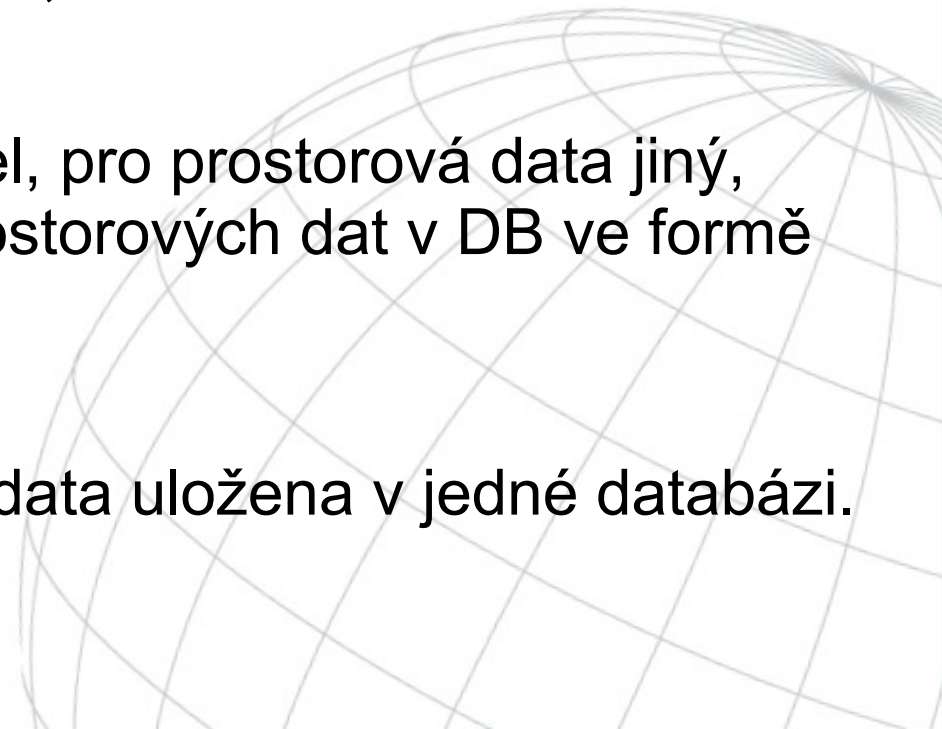 el, pro prostorová data jiný,
ostorových dat v DB ve formě
data uložena v jedné databázi.